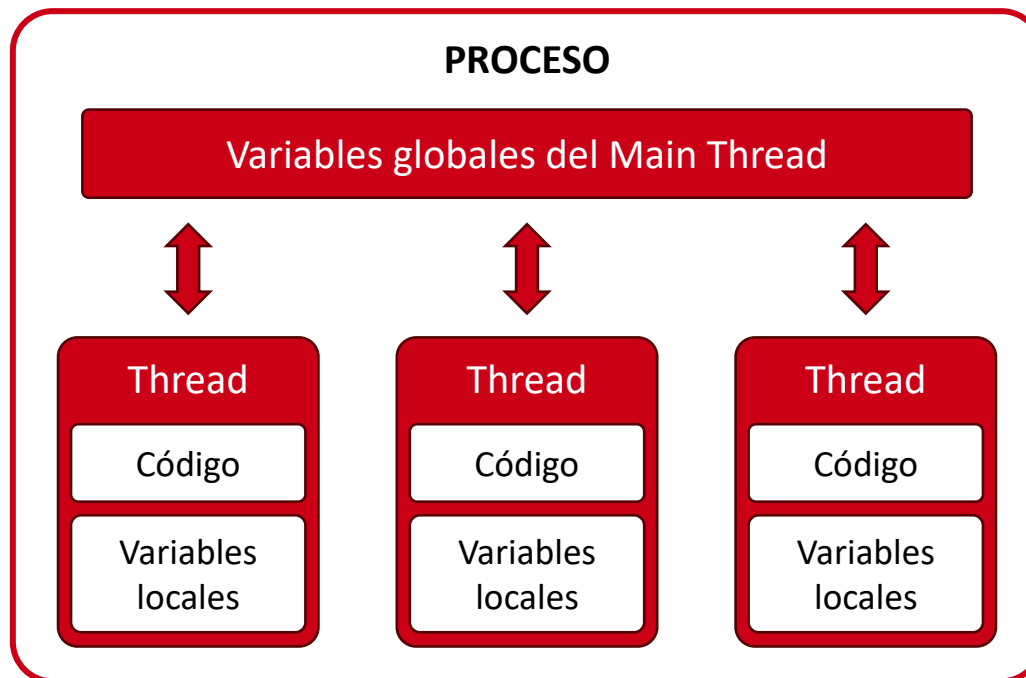 PROCESO
Variables globales del Main Thread
Thread
Código
Variables
locales
Thread
Código
Variables
locales
Thread
Código
Variables
locales